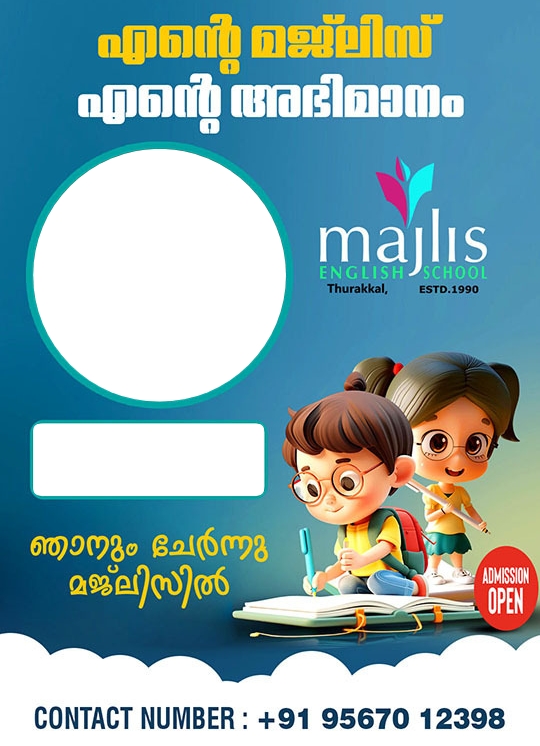 എന്റെ മജ്ലിസ്
എന്റെ അഭിമാനം
majlis
ENGLISH SCHOOL
Thurakkal, ESTD.1990
ഞാനും ചേർന്നു
മജ്ലിസിൽ
ADMISSION
OPEN
CONTACT NUMBER : +91 95670 12398